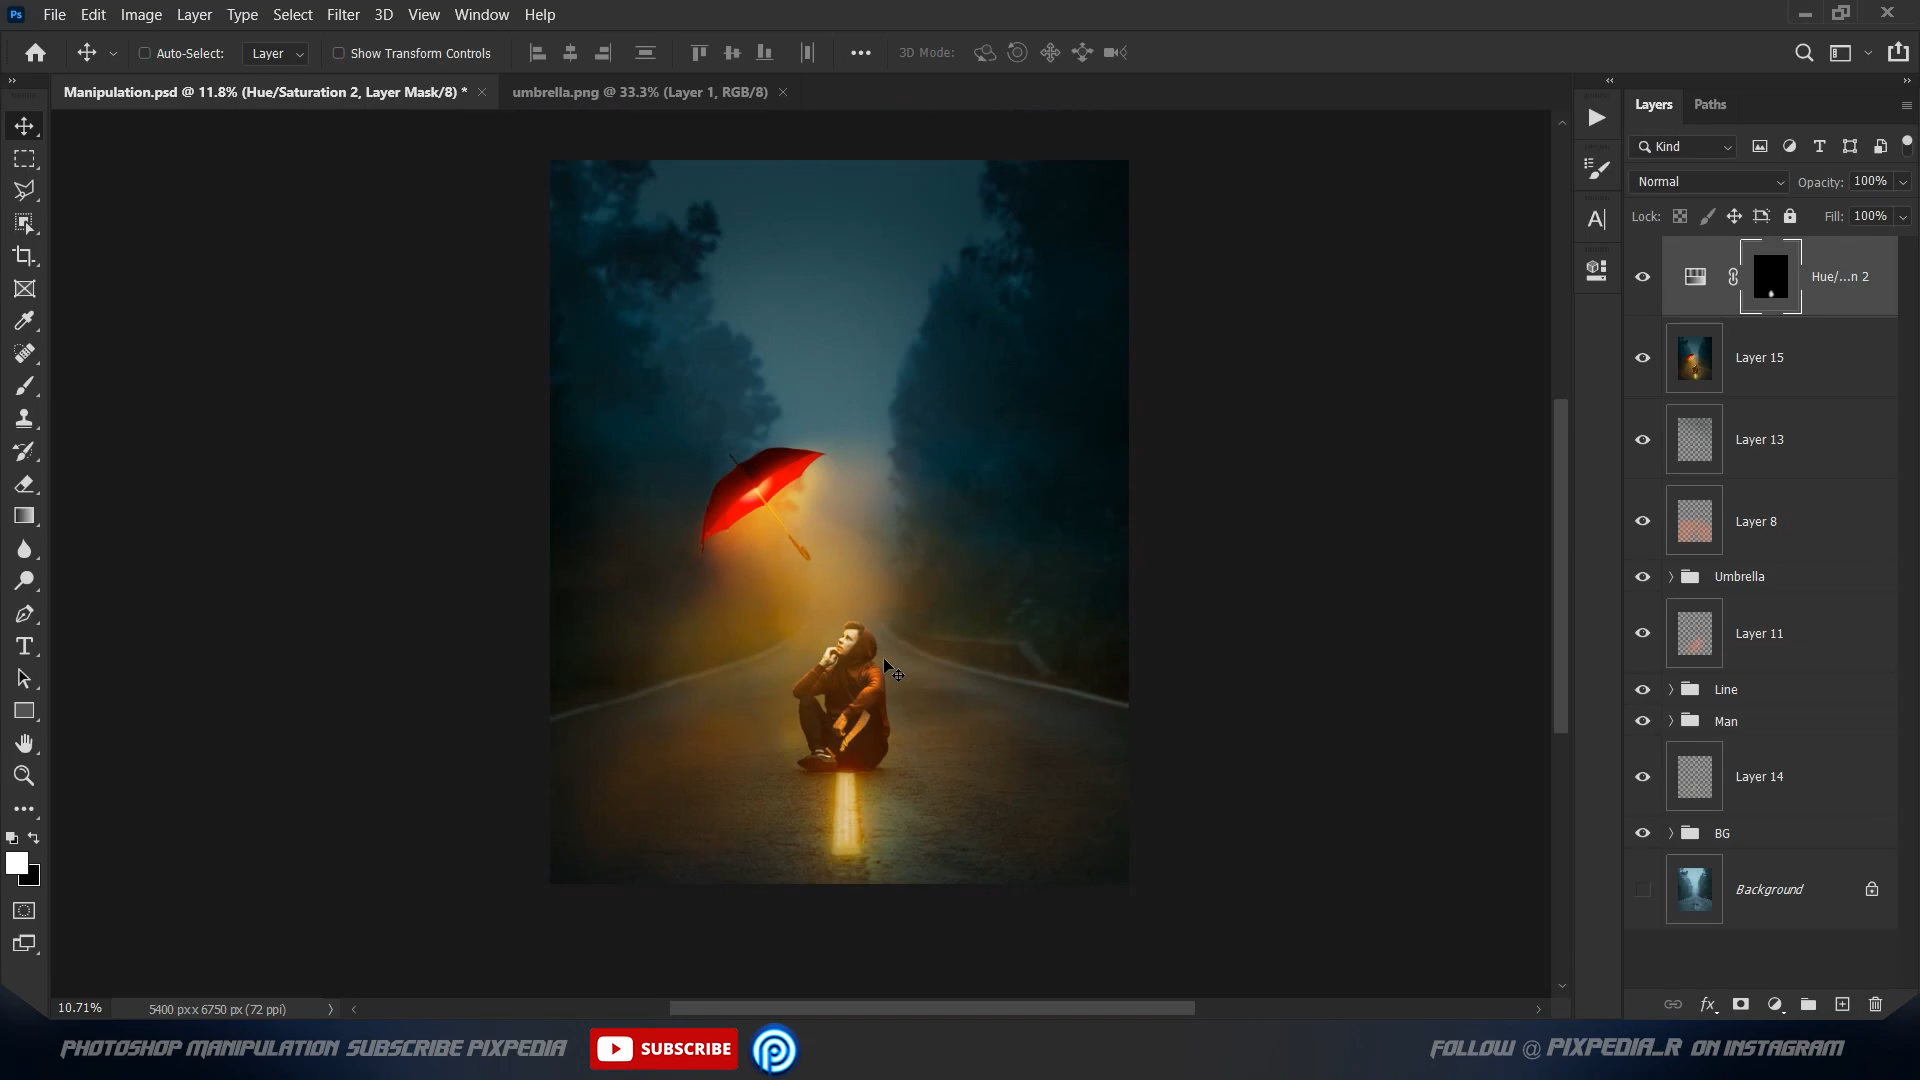 Ps File Edit Image Layer Type Select Filter 3D View Window Help
Auto-Select: Layer Show Transform Controls 3D Mode:
Manipulation.psd @ 11.8% (Hue/Saturation 2, Layer Mask/8) * umbrella.png @ 33.3% (Layer 1, RGB/8)
Layers Paths
Kind
Normal Opacity: 100%
Lock: Fill: 100%
Hue/...n 2
Layer 15
Layer 13
Layer 8
Umbrella
Layer 11
Line
Man
Layer 14
BG
Background
10.71% 5400 px x 6750 px (72 ppi)
fx
PHOTOSHOP MANIPULATION SUBSCRIBE PIXPEDIA SUBSCRIBE FOLLOW @ PIXPEDIA_R ON INSTAGRAM